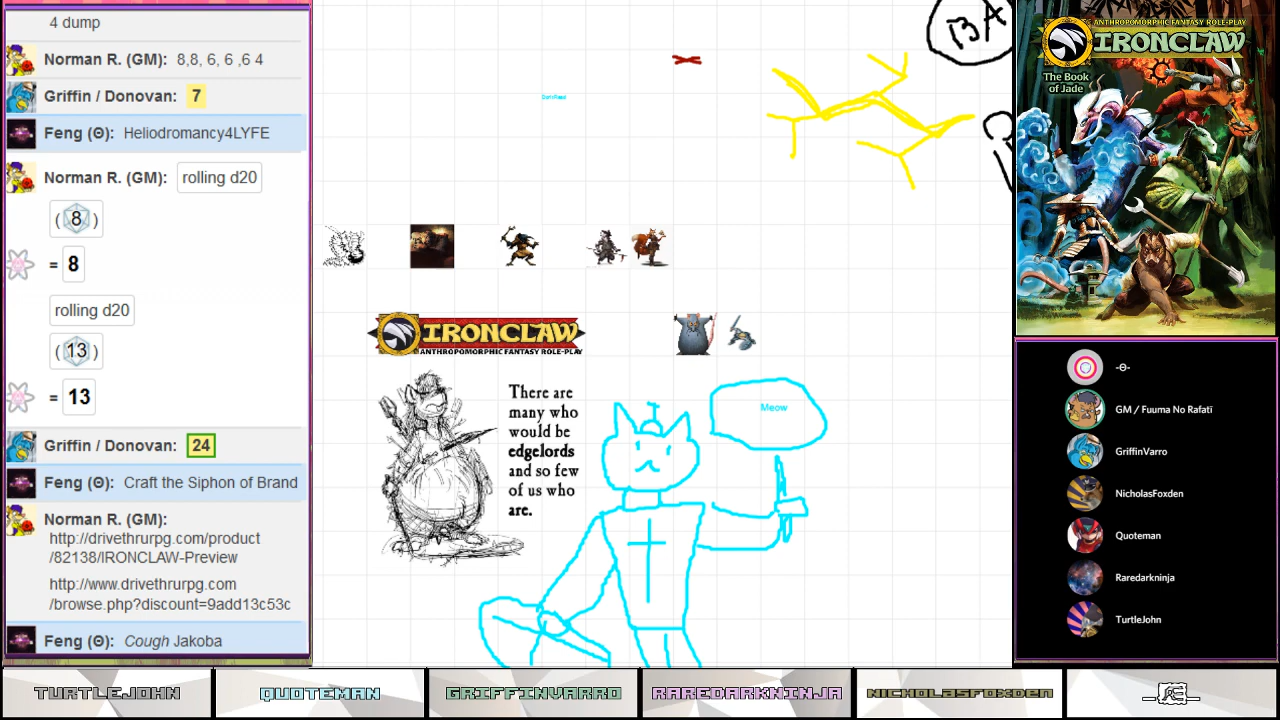 4 dump
Norman R. (GM): 8,8, 6, 6 ,6 4
Griffin / Donovan: 7
Feng (Θ): Heliodromancy4LYFE
Norman R. (GM): rolling d20
(8)
= 8
rolling d20
(13)
= 13
Griffin / Donovan: 24
Feng (Θ): Craft the Siphon of Brand
Norman R. (GM):
http://drivethrurpg.com/product
/82138/IRONCLAW-Preview
http://www.drivethrurpg.com
/browse.php?discount=9add13c53c
Feng (Θ): Cough Jakoba
BA
IRONCLAW
ANTHROPOMORPHIC FANTASY ROLE-PLAY
There are
many who
would be
edgelords
and so few
of us who
are.
Meow
ANTHROPOMORPHIC FANTASY ROLE-PLAY
IRONCLAW
The Book
of Jade
-Θ-
GM / Fuuma No Rafati
GriffinVarro
NicholasFoxden
Quoteman
Raredarkninja
TurtleJohn
TURTLEJOHN
QUOTEMAN
GRIFFINVARRO
RAREDARKNINJA
NICHOLASFOXDEN